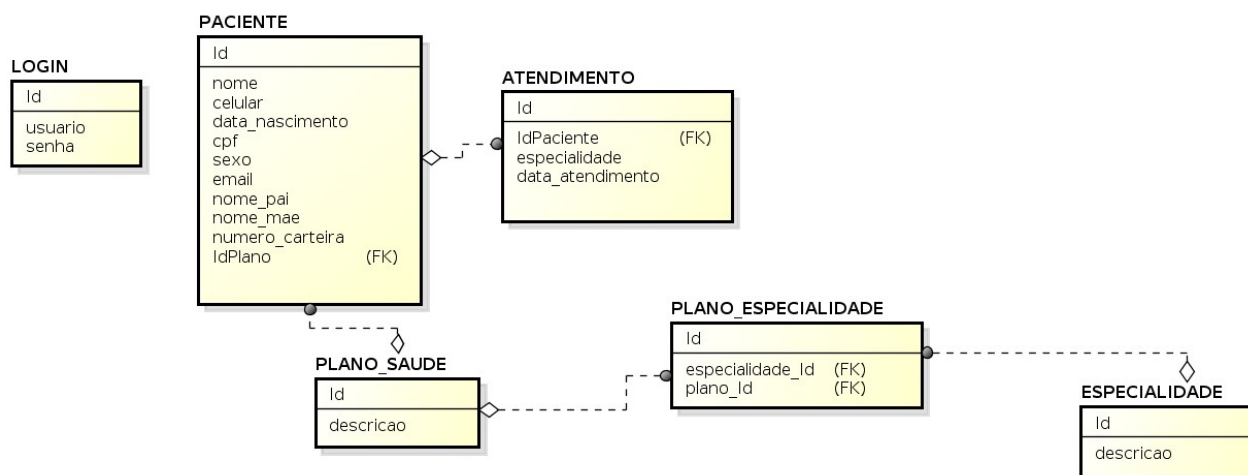 PACIENTE
Id
nome
celular
data_nascimento
cpf
sexo
email
nome_pai
nome_mae
numero_carteira
IdPlano (FK)
LOGIN
Id
usuario
senha
ATENDIMENTO
Id
IdPaciente (FK)
especialidade
data_atendimento
PLANO_ESPECIALIDADE
Id
especialidade_Id (FK)
plano_Id (FK)
PLANO_SAUDE
Id
descricao
ESPECIALIDADE
Id
descricao